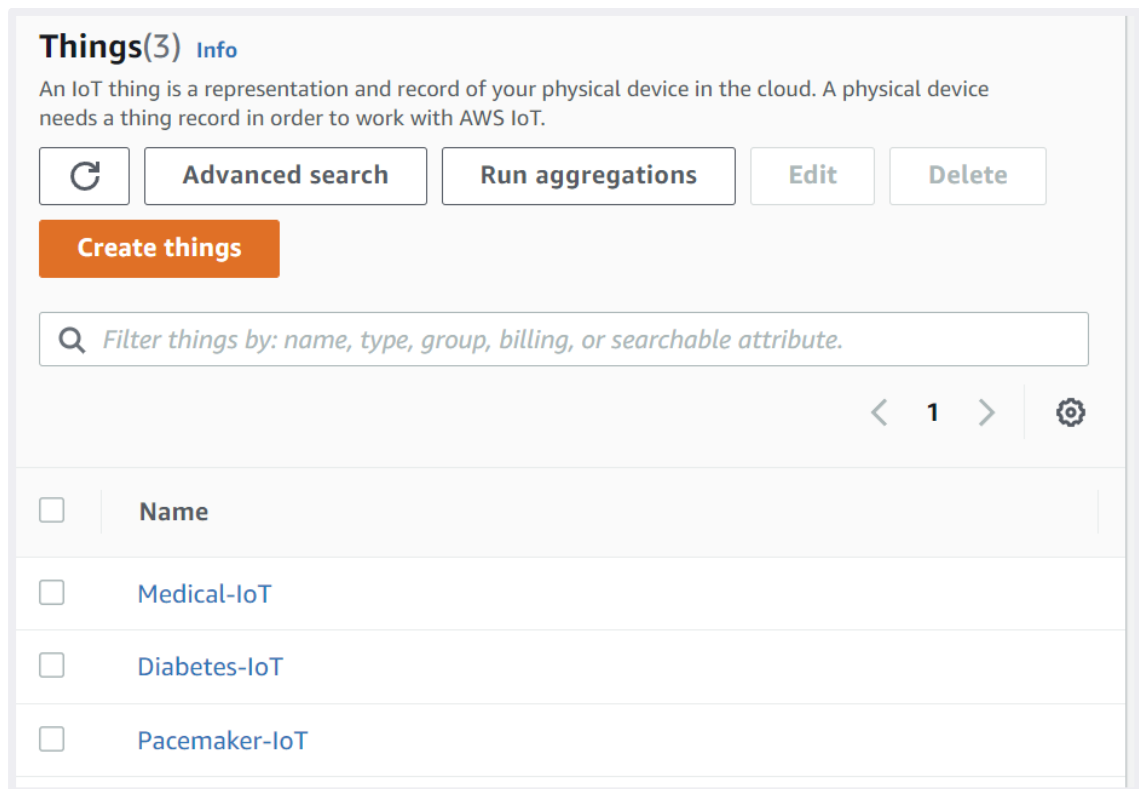 Things(3) Info
An IoT thing is a representation and record of your physical device in the cloud. A physical device
needs a thing record in order to work with AWS IoT.
Advanced search Run aggregations Edit Delete
Create things
Filter things by: name, type, group, billing, or searchable attribute.
1
Name
Medical-IoT
Diabetes-IoT
Pacemaker-IoT